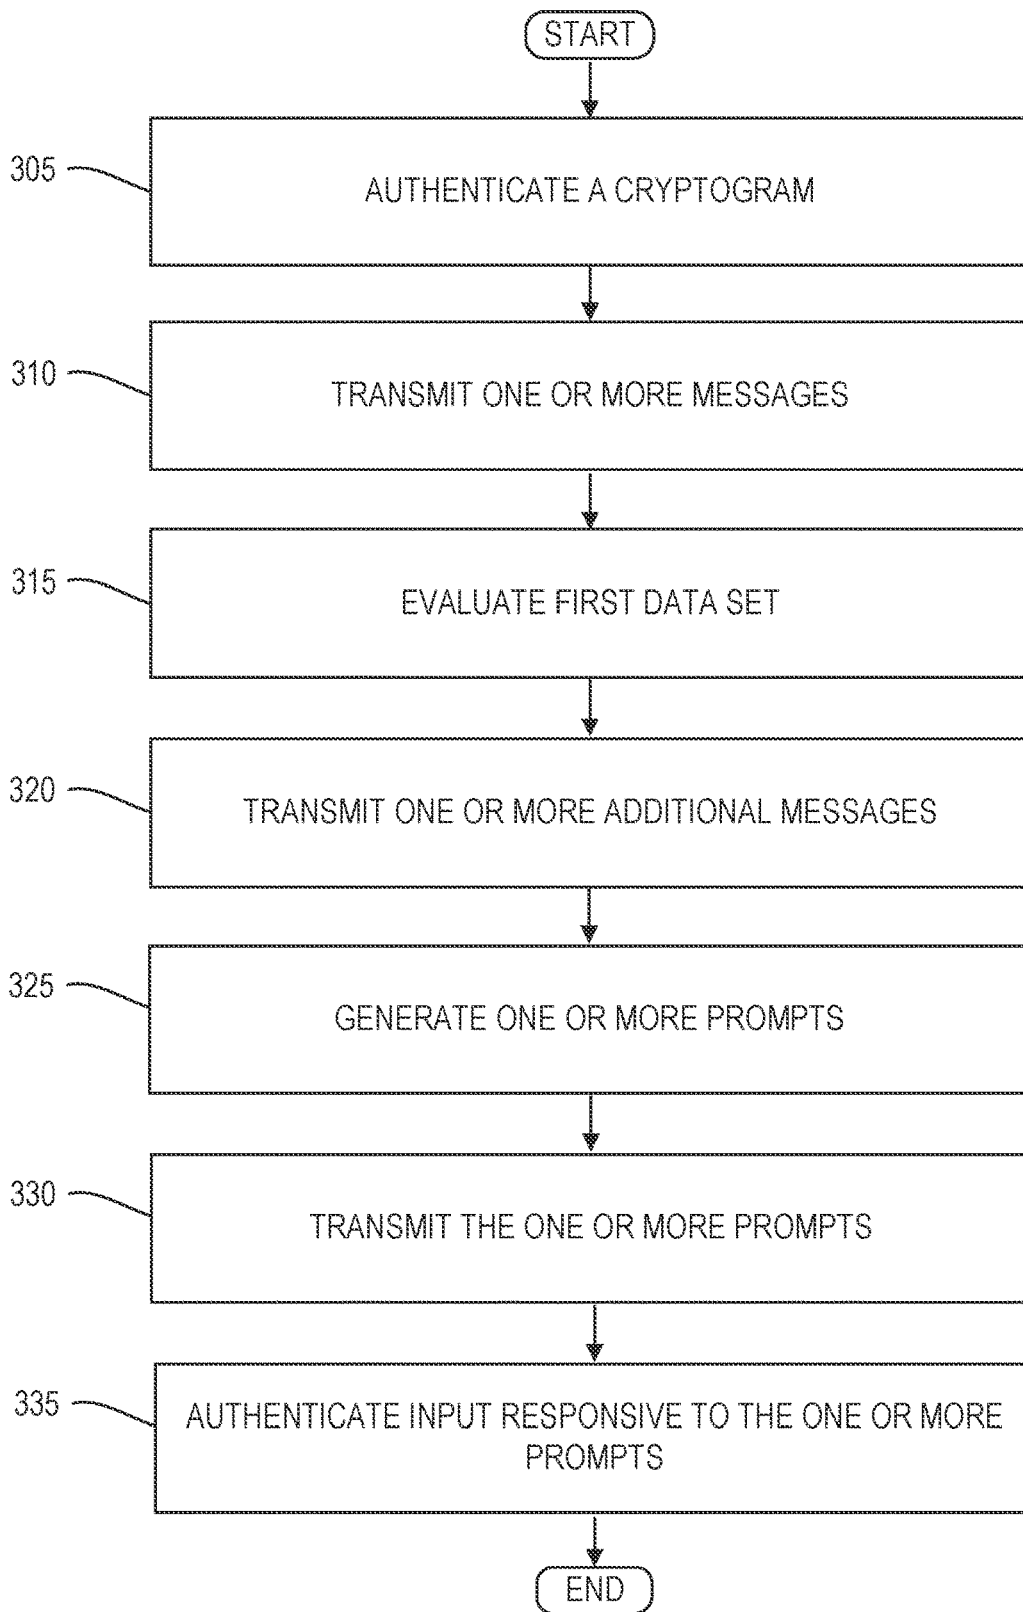 START
305
AUTHENTICATE A CRYPTOGRAM
310
TRANSMIT ONE OR MORE MESSAGES
315
EVALUATE FIRST DATA SET
320
TRANSMIT ONE OR MORE ADDITIONAL MESSAGES
325
GENERATE ONE OR MORE PROMPTS
330
TRANSMIT THE ONE OR MORE PROMPTS
335
AUTHENTICATE INPUT RESPONSIVE TO THE ONE OR MORE
PROMPTS
END